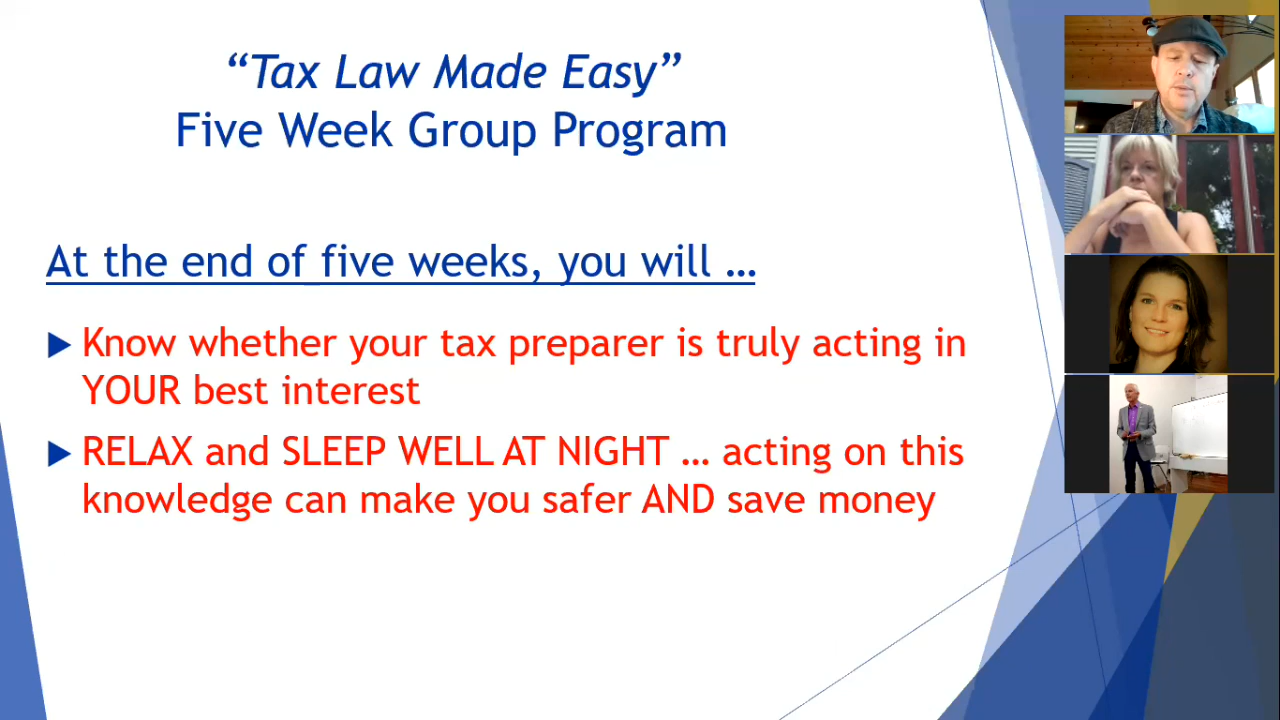 “Tax Law Made Easy”
Five Week Group Program
At the end of five weeks, you will …
Know whether your tax preparer is truly acting in
YOUR best interest
RELAX and SLEEP WELL AT NIGHT … acting on this
knowledge can make you safer AND save money